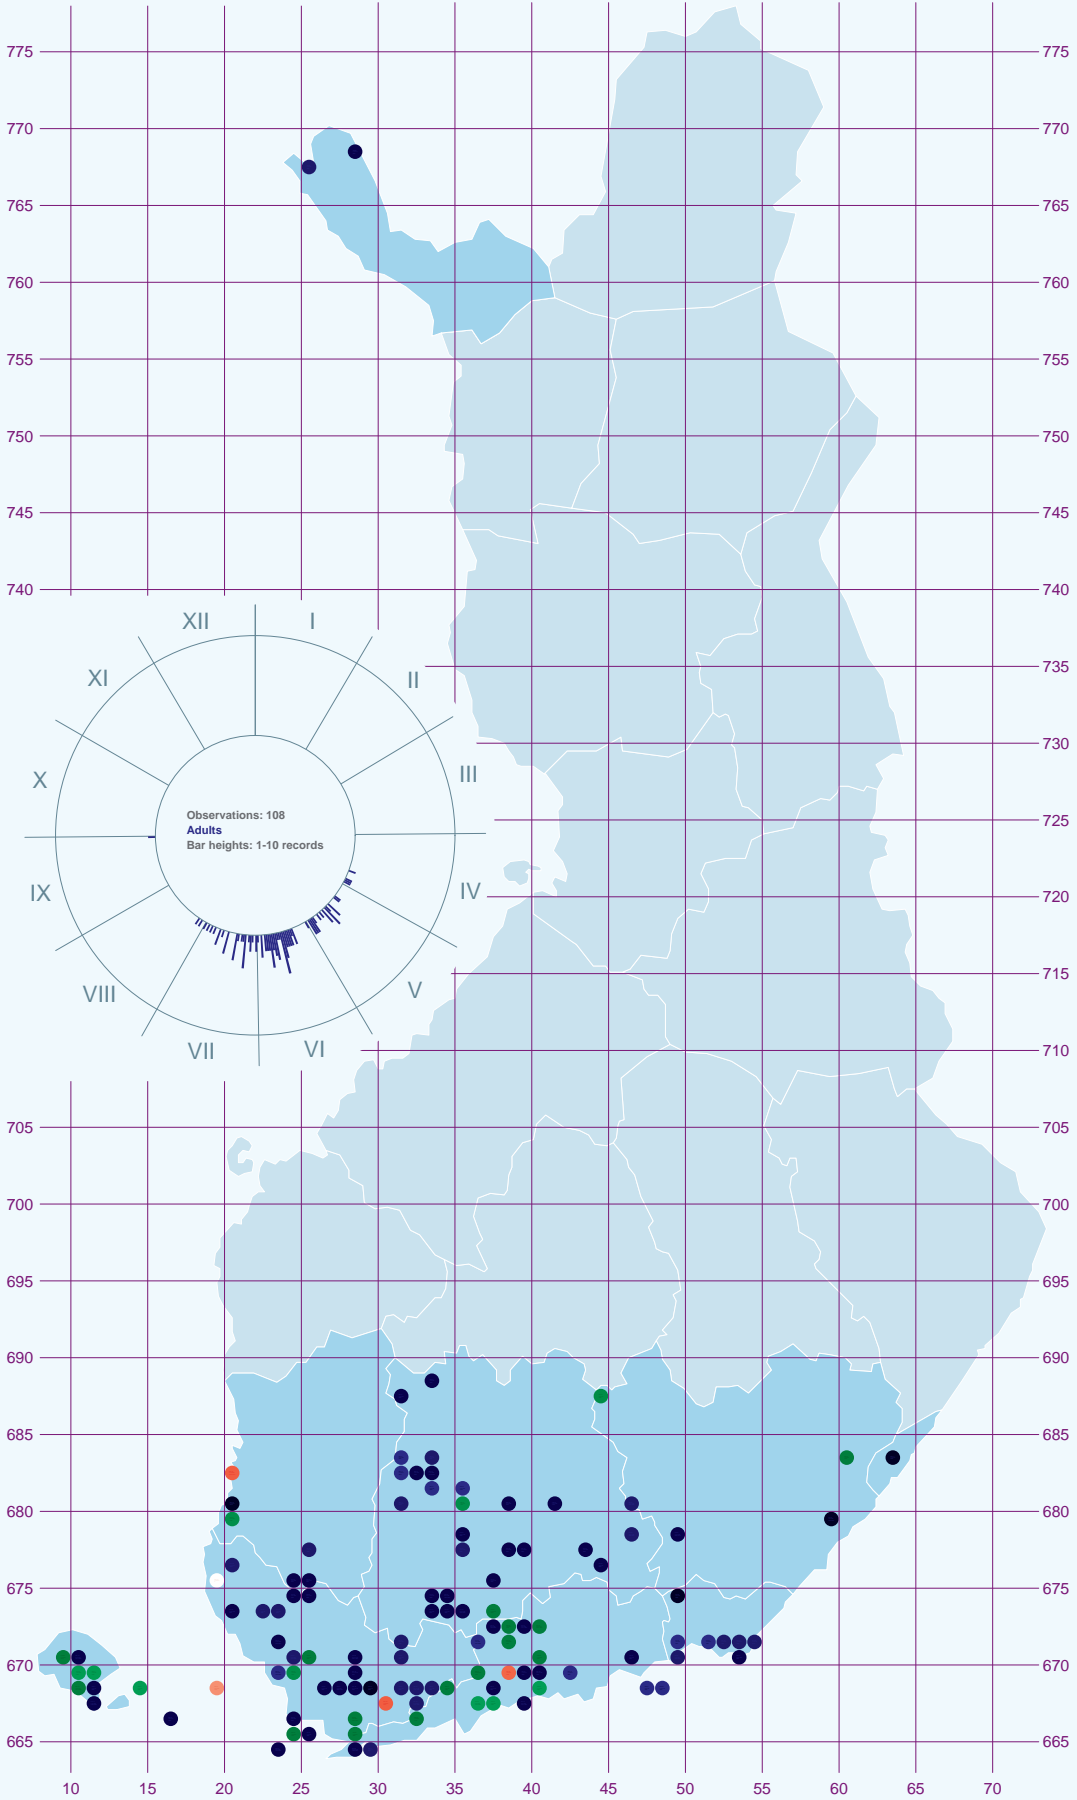 775 775
770 770
765 765
760 760
755 755
750 750
745 745
740 740
XII I
735
XI II
730
X III
Observations: 108
Adults
Bar heights: 1-10 records
725
IX IV
720
VIII V
715
VII VI
710
705 705
700 700
695 695
690 690
685 685
680 680
675 675
670 670
665 665
10 15 20 25 30 35 40 45 50 55 60 65 70